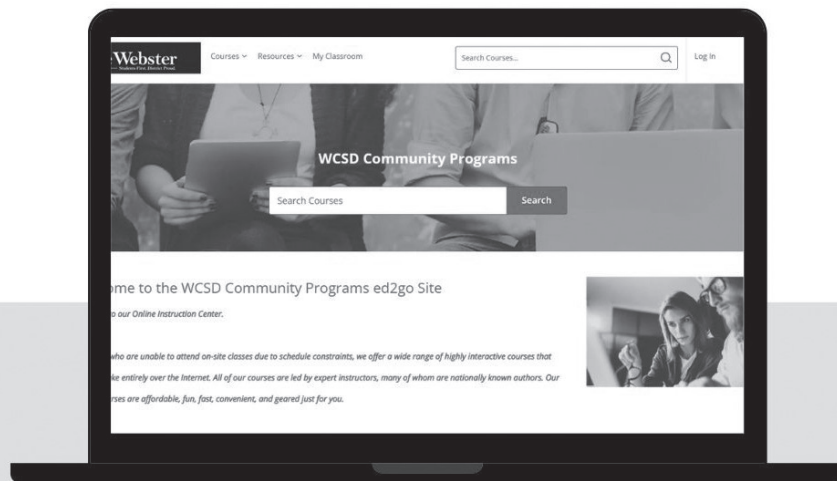 Webster
Students First. District Proud.
Courses
Resources
My Classroom
Search Courses...
Log In
WCSD Community Programs
Search Courses
Search
me to the WCSD Community Programs ed2go Site
to our Online Instruction Center.
who are unable to attend on-site classes due to schedule constraints, we offer a wide range of highly interactive courses that
ke entirely over the Internet. All of our courses are led by expert instructors, many of whom are nationally known authors. Our
rses are affordable, fun, fast, convenient, and geared just for you.